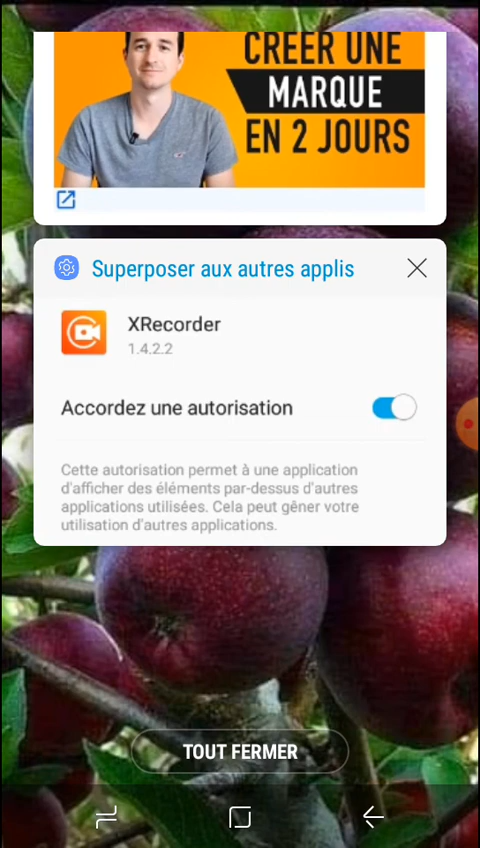 CRÉER UNE
MARQUE
EN 2 JOURS
Superposer aux autres applis
XRecorder
1.4.2.2
Accordez une autorisation
Cette autorisation permet à une application
d'afficher des éléments par-dessus d'autres
applications utilisées. Cela peut gêner votre
utilisation d'autres applications.
TOUT FERMER